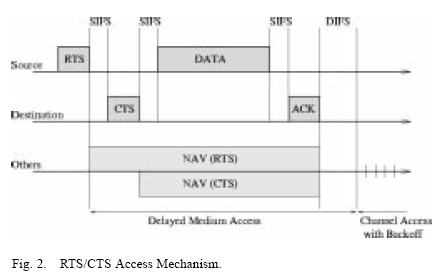 SIFS SIFS SIFS DIFS
RTS DATA
Source
CTS ACK
Destination
NAV (RTS)
Others
NAV (CTS)
Delayed Medium Access Channel Access
with Backoff
Fig. 2. RTS/CTS Access Mechanism.